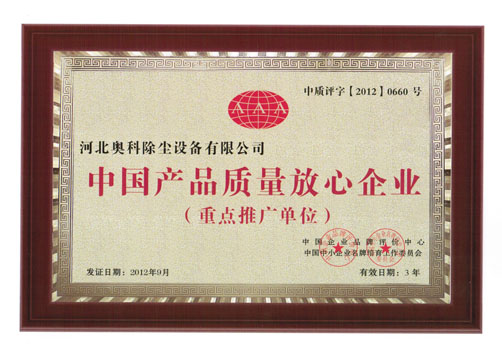 中质评字【2012】0660 号
AAA
河北奥科除尘设备有限公司
中国产品质量放心企业
（重点推广单位）
中国企业品牌评价中心
中国中小企业名牌培育工作委员会
发证日期：2012年9月
有效日期：3 年